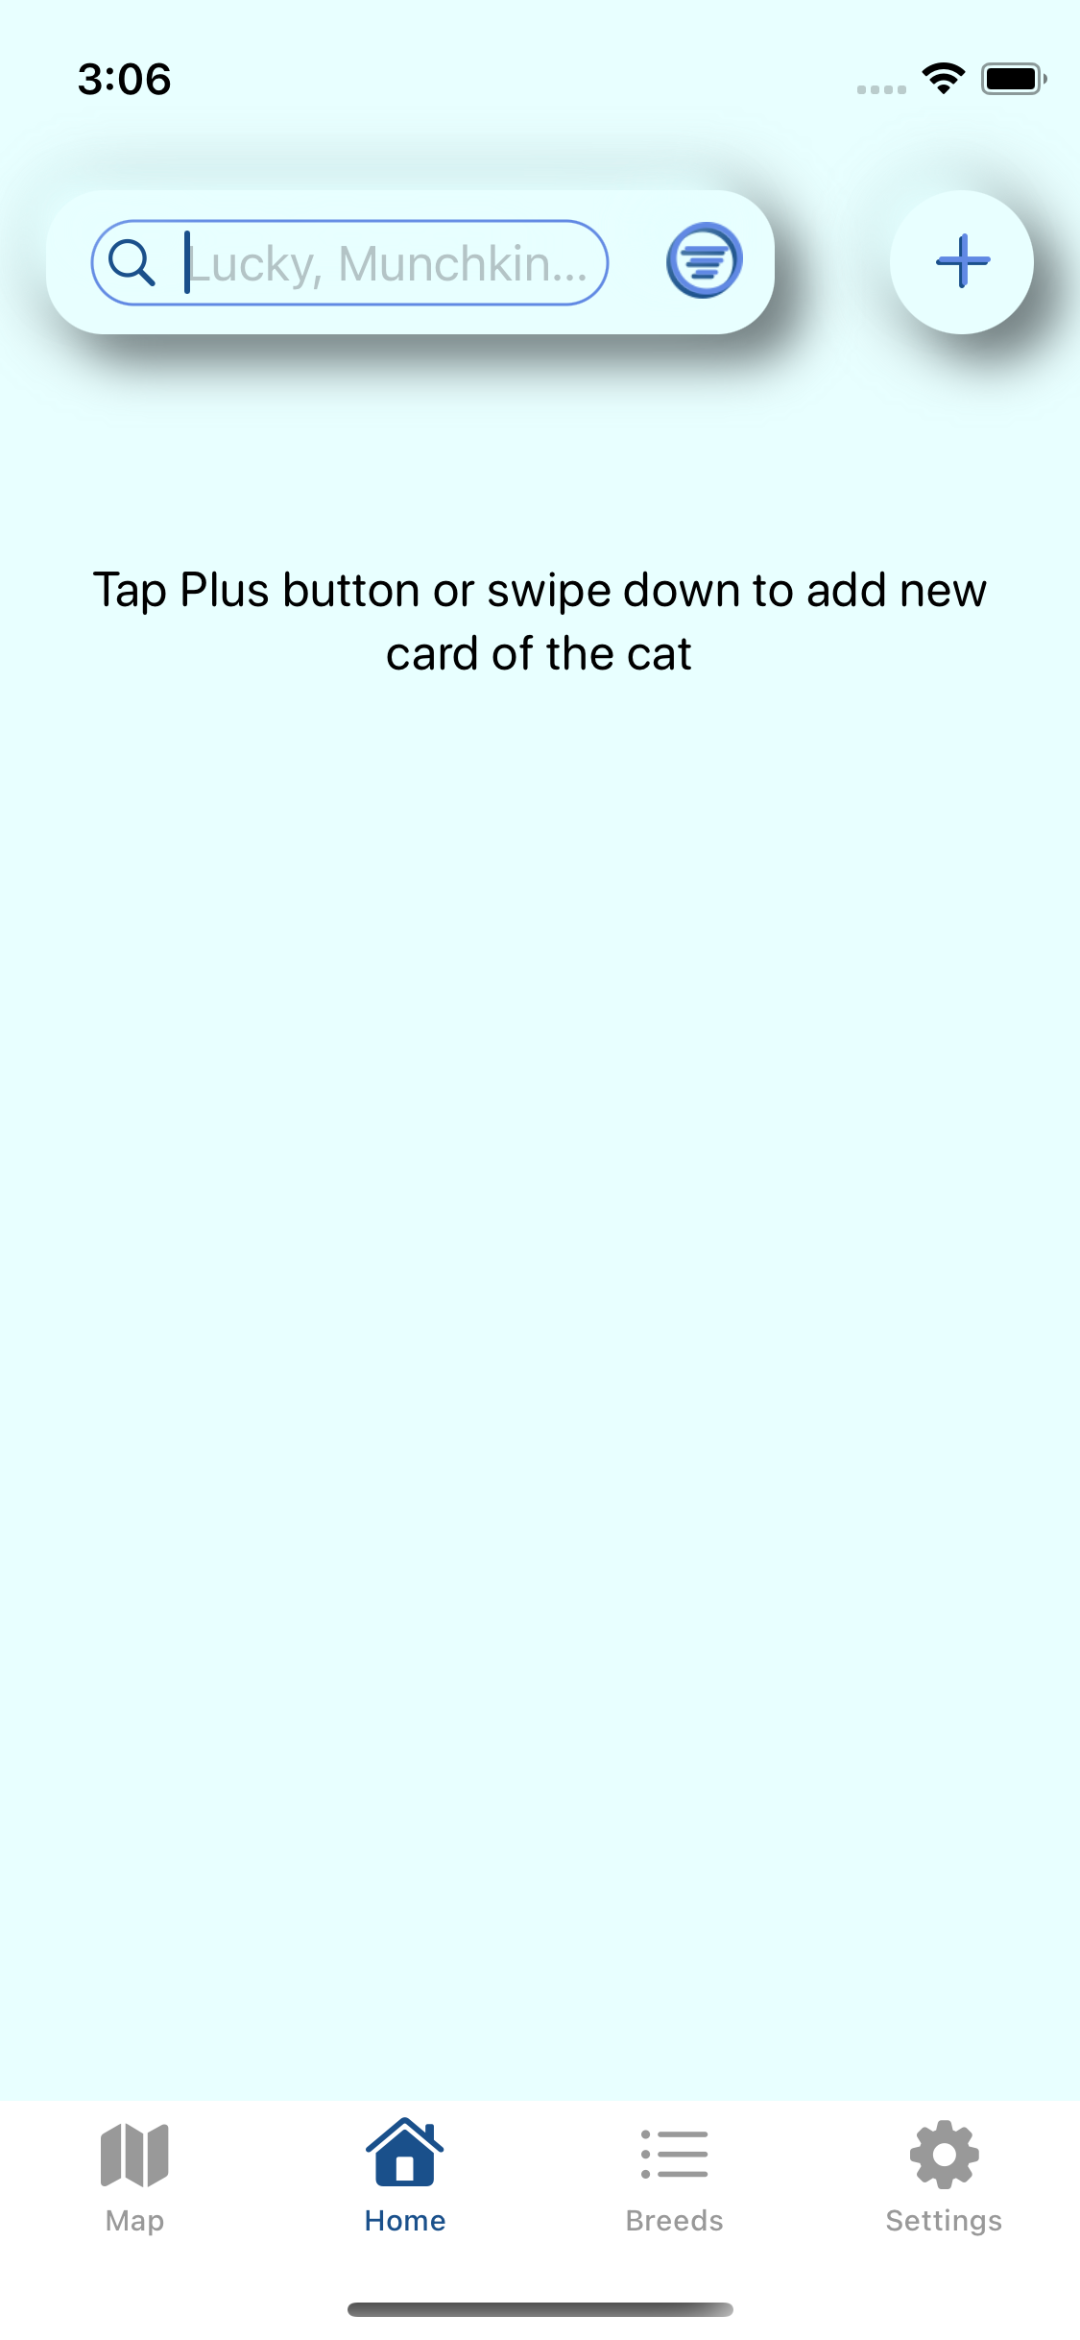 3:06
Lucky, Munchkin...
Tap Plus button or swipe down to add new
card of the cat
Map
Home
Breeds
Settings